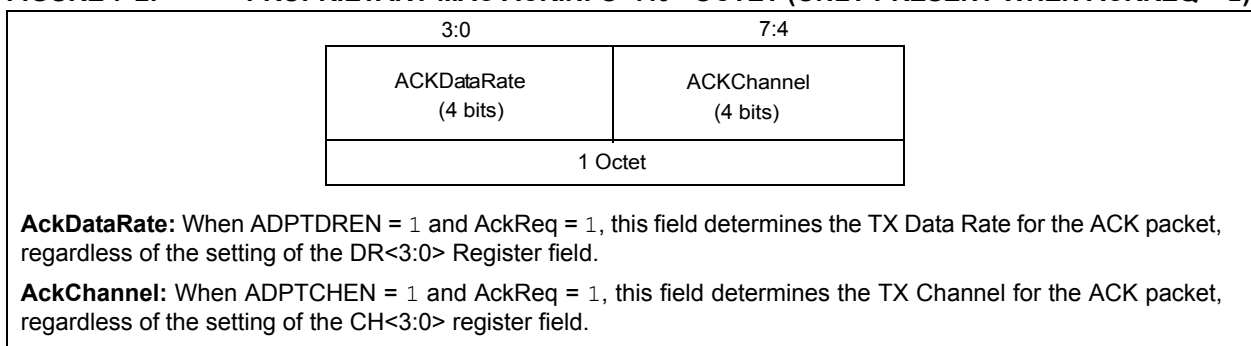 3:0 7:4
ACKDataRate ACKChannel
(4 bits) (4 bits)
1 Octet
AckDataRate: When ADPTDREN = 1 and AckReq = 1, this field determines the TX Data Rate for the ACK packet,
regardless of the setting of the DR<3:0> Register field.
AckChannel: When ADPTCHEN = 1 and AckReq = 1, this field determines the TX Channel for the ACK packet,
regardless of the setting of the CH<3:0> register field.